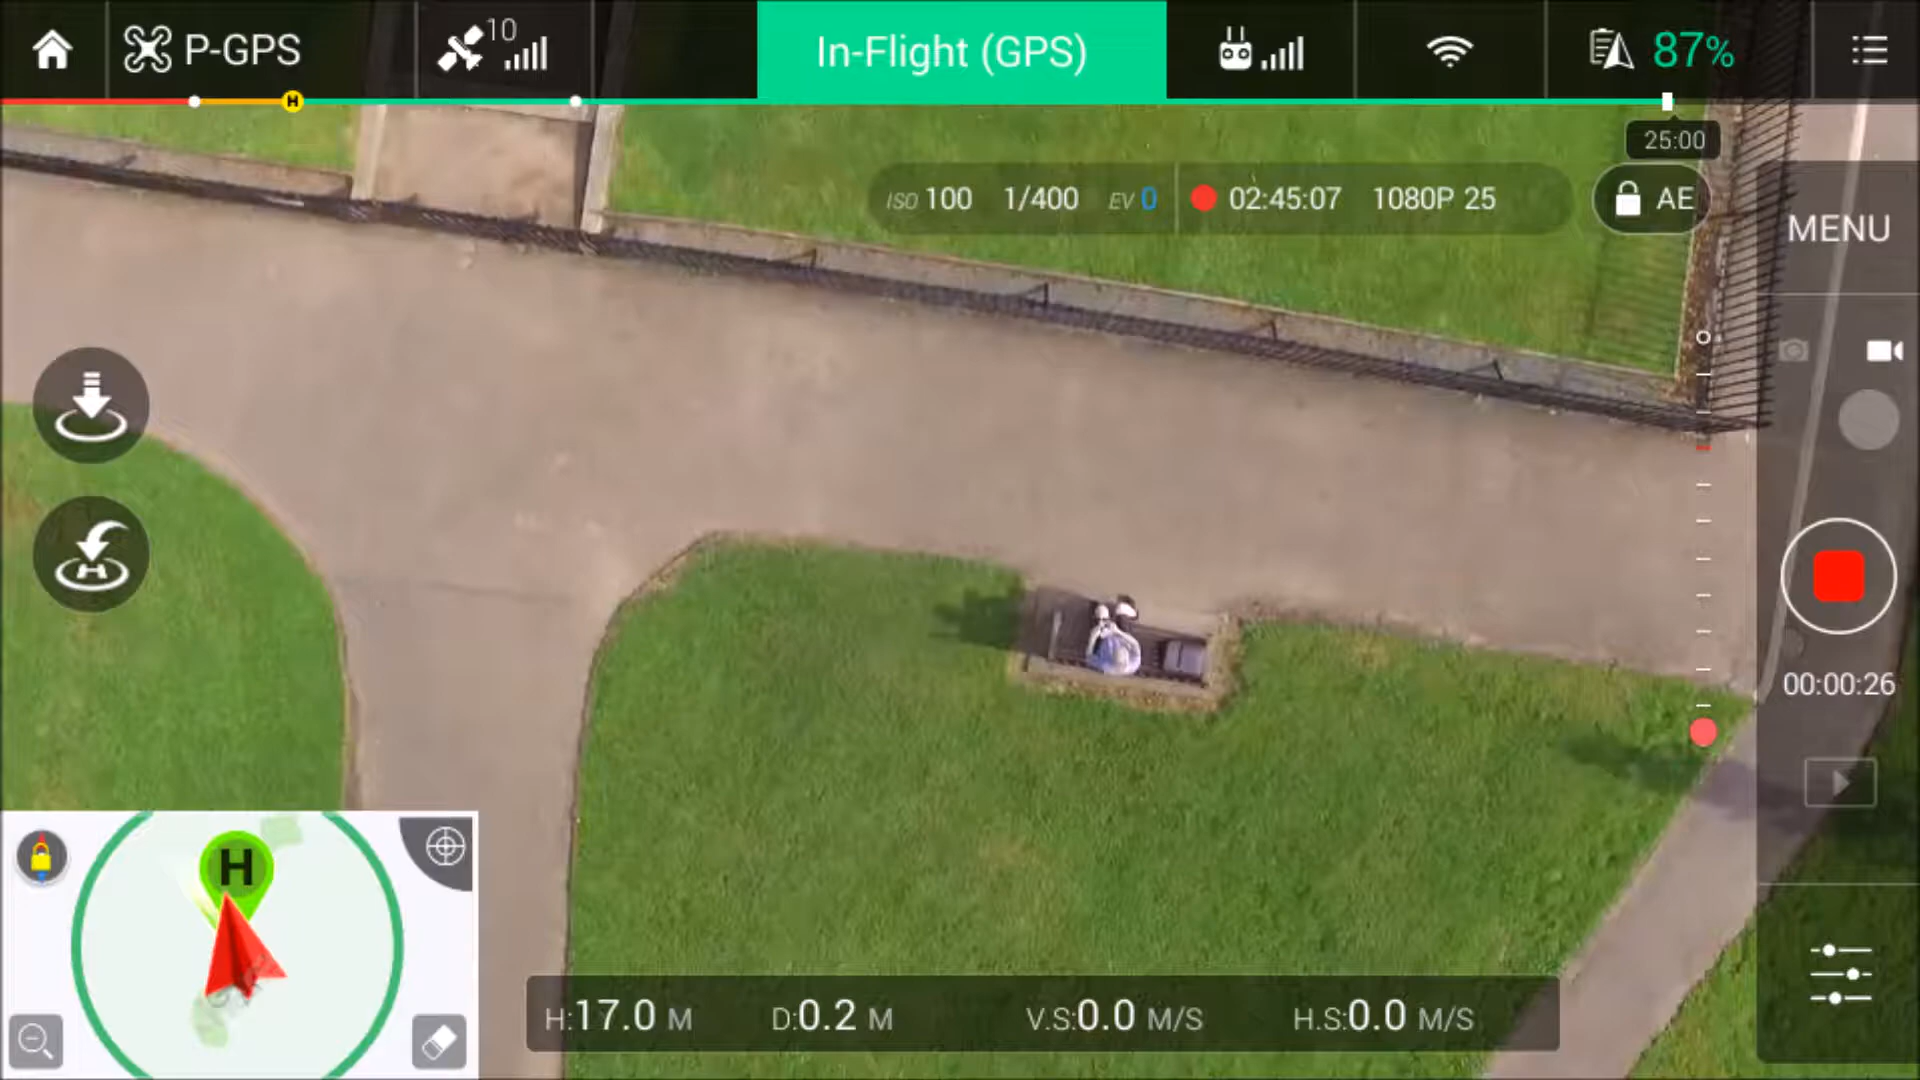 P-GPS
10
In-Flight (GPS)
87%
H
25:00
ISO 100 1/400 EV 0 02:45:07 1080P 25
AE
MENU
00:00:26
H
H:17.0 M D:0.2 M V.S:0.0 M/S H.S:0.0 M/S